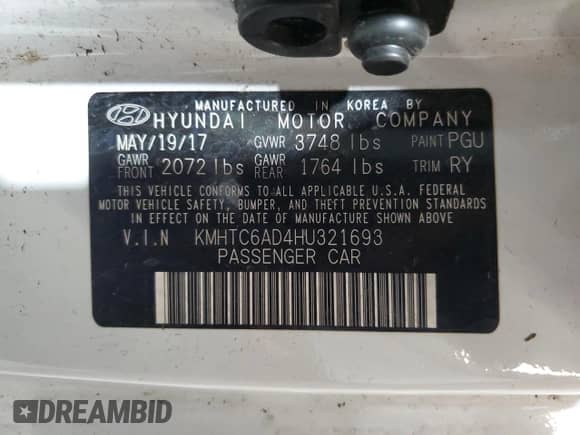 MANUFACTURED IN KOREA BY
HYUNDAI MOTOR COMPANY
MAY/19/17 GVWR 3748 lbs PAINT PGU
GAWR FRONT 2072 lbs GAWR REAR 1764 lbs TRIM RY
THIS VEHICLE CONFORMS TO ALL APPLICABLE U.S.A. FEDERAL
MOTOR VEHICLE SAFETY, BUMPER, AND THEFT PREVENTION STANDARDS
IN EFFECT ON THE DATE OF MANUFACTURE SHOWN ABOVE
V.I.N KMHTC6AD4HU321693
PASSENGER CAR
DREAMBID